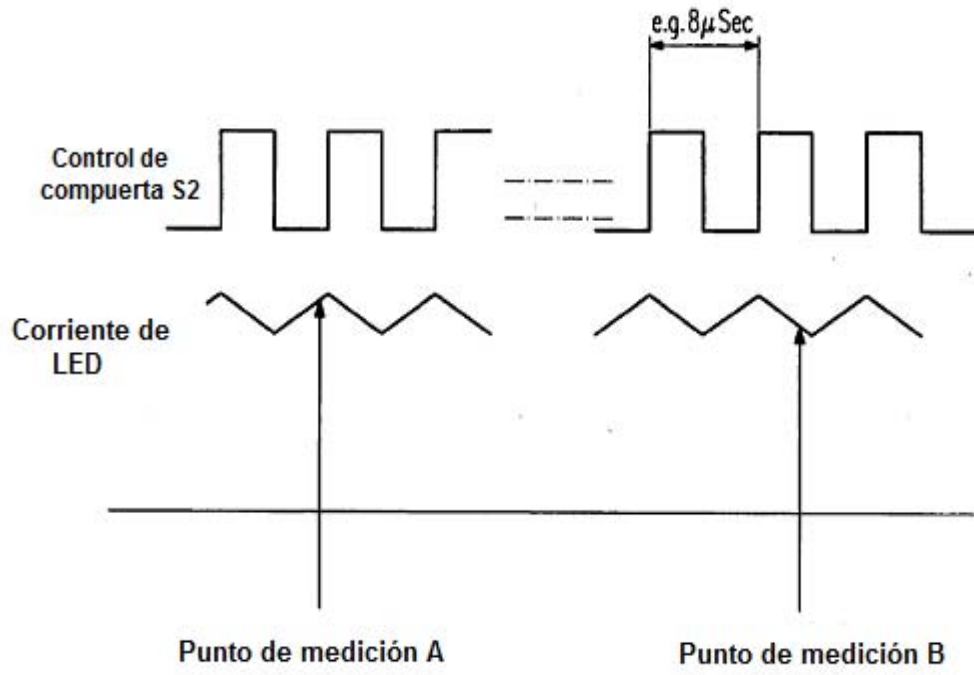 e.g.8μSec
Control de
compuerta S2
Corriente de
LED
Punto de medición A
Punto de medición B